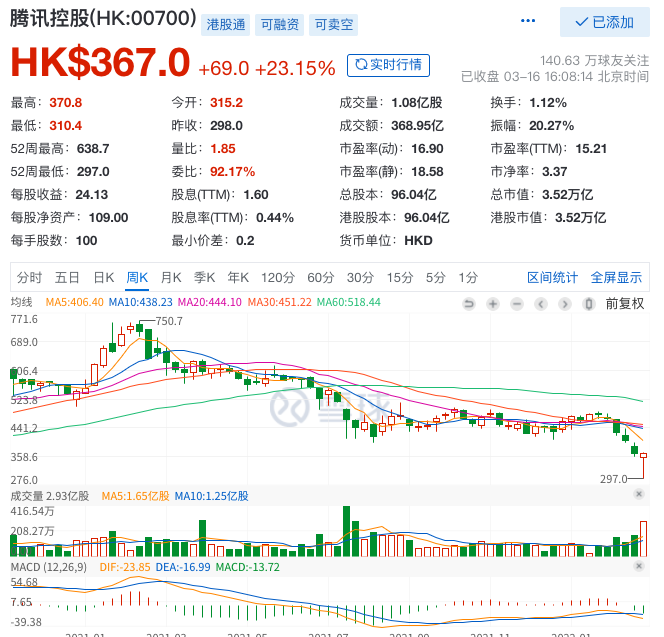 腾讯控股(HK:00700) 港股通 可融资 可卖空 ... 已添加
HK$367.0 +69.0 +23.15% 实时行情
140.63 万球友关注
已收盘 03-16 16:08:14 北京时间
最高: 370.8 今开: 315.2 成交量: 1.08亿股 换手: 1.12%
最低: 310.4 昨收: 298.0 成交额: 368.95亿 振幅: 20.27%
52周最高: 638.7 量比: 1.85 市盈率(动): 16.90 市盈率(TTM): 15.21
52周最低: 297.0 委比: 92.17% 市盈率(静): 18.58 市净率: 3.37
每股收益: 24.13 股息(TTM): 1.60 总股本: 96.04亿 总市值: 3.52万亿
每股净资产: 109.00 股息率(TTM): 0.44% 港股股本: 96.04亿 港股市值: 3.52万亿
每手股数: 100 最小价差: 0.2 货币单位: HKD
分时 五日 日K 周K 月K 季K 年K 120分 60分 30分 15分 5分 1分 区间统计 全屏显示
均线 MA5:406.40 MA10:438.23 MA20:444.10 MA30:451.22 MA60:518.44 前复权
771.6
750.7
689.0
606.4
523.8
雪球
441.2
358.6
276.0
297.0
成交量 2.93亿股 MA5:1.65亿股 MA10:1.25亿股
416.54万
208.27万
MACD (12,26,9) DIF:-23.85 DEA:-16.99 MACD:-13.72
54.68
7.65
-39.38